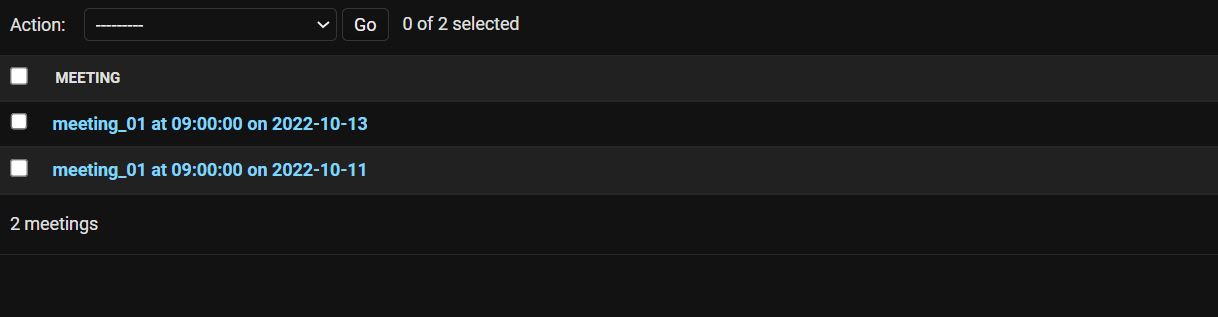 Action: --------- Go 0 of 2 selected
MEETING
meeting_01 at 09:00:00 on 2022-10-13
meeting_01 at 09:00:00 on 2022-10-11
2 meetings